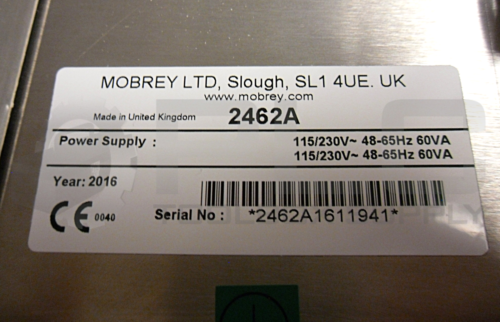 MOBREY LTD, Slough, SL1 4UE. UK
www.mobrey.com
Made in United Kingdom 2462A
Power Supply : 115/230V~ 48-65Hz 60VA
115/230V~ 48-65Hz 60VA
Year: 2016
CE 0040 Serial No : *2462A1611941*